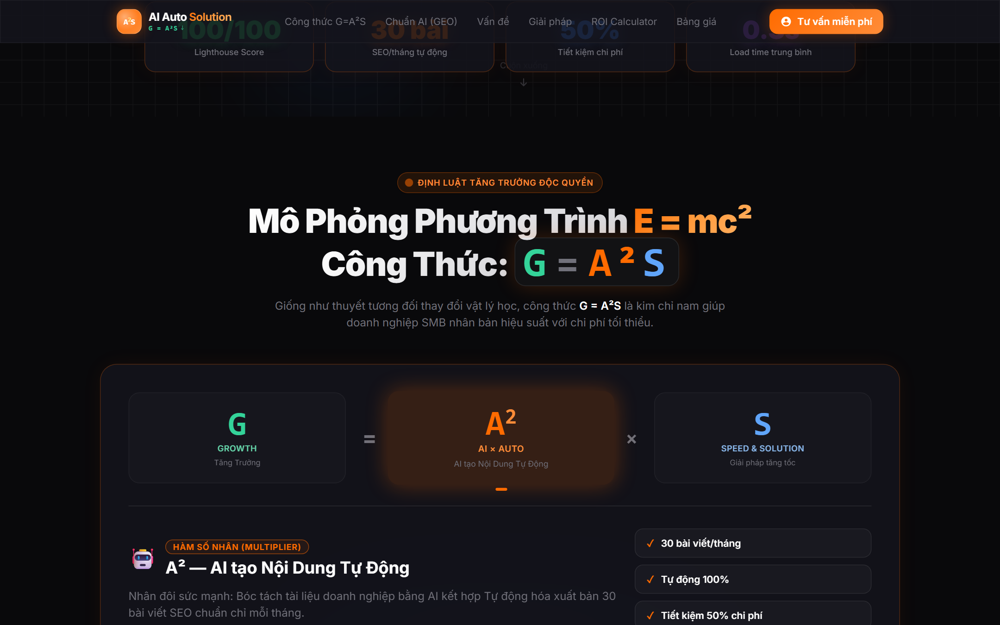 A²S
AI Auto Solution
G = A²S ↓
Công thức G=A²S
Chuẩn AI (GEO)
Vấn đề
Giải pháp
ROI Calculator
Bảng giá
Tư vấn miễn phí
100/100
Lighthouse Score
30 bài
SEO/tháng tự động
50%
Tiết kiệm chi phí
Load time trung bình
Cuộn xuống
↓
ĐỊNH LUẬT TĂNG TRƯỞNG ĐỘC QUYỀN
Mô Phỏng Phương Trình E = mc²
Công Thức: G = A²S
Giống như thuyết tương đối thay đổi vật lý học, công thức G = A²S là kim chỉ nam giúp
doanh nghiệp SMB nhân bản hiệu suất với chi phí tối thiểu.
G
GROWTH
Tăng Trưởng
=
A²
AI × AUTO
AI tạo Nội Dung Tự Động
×
S
SPEED & SOLUTION
Giải pháp tăng tốc
HÀM SỐ NHÂN (MULTIPLIER)
A² — AI tạo Nội Dung Tự Động
Nhân đôi sức mạnh: Bóc tách tài liệu doanh nghiệp bằng AI kết hợp Tự động hóa xuất bản 30
bài viết SEO chuẩn chỉ mỗi tháng.
✓ 30 bài viết/tháng
✓ Tự động 100%
✓ Tiết kiệm 50% chi phí